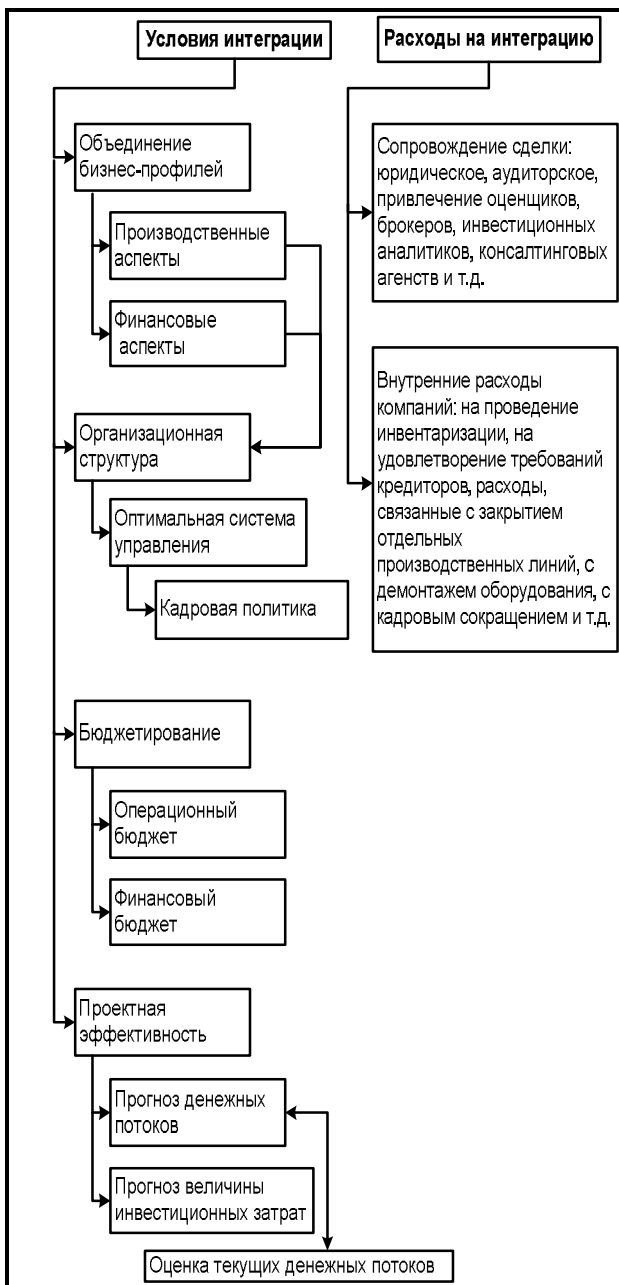 Условия интеграции
Объединение
бизнес-профилей
Производственные
аспекты
Финансовые
аспекты
Организационная
структура
Оптимальная система
управления
Кадровая политика
Бюджетирование
Операционный
бюджет
Финансовый
бюджет
Проектная
эффективность
Прогноз денежных
потоков
Прогноз величины
инвестиционных затрат
Оценка текущих денежных потоков
Расходы на интеграцию
Сопровождение сделки:
юридическое, аудиторское,
привлечение оценщиков,
брокеров, инвестиционных
аналитиков, консалтинговых
агенств и т.д.
Внутренние расходы
компаний: на проведение
инвентаризации, на
удовлетворение требований
кредиторов, расходы,
связанные с закрытием
отдельных
производственных линий, с
демонтажем оборудования, с
кадровым сокращением и т.д.